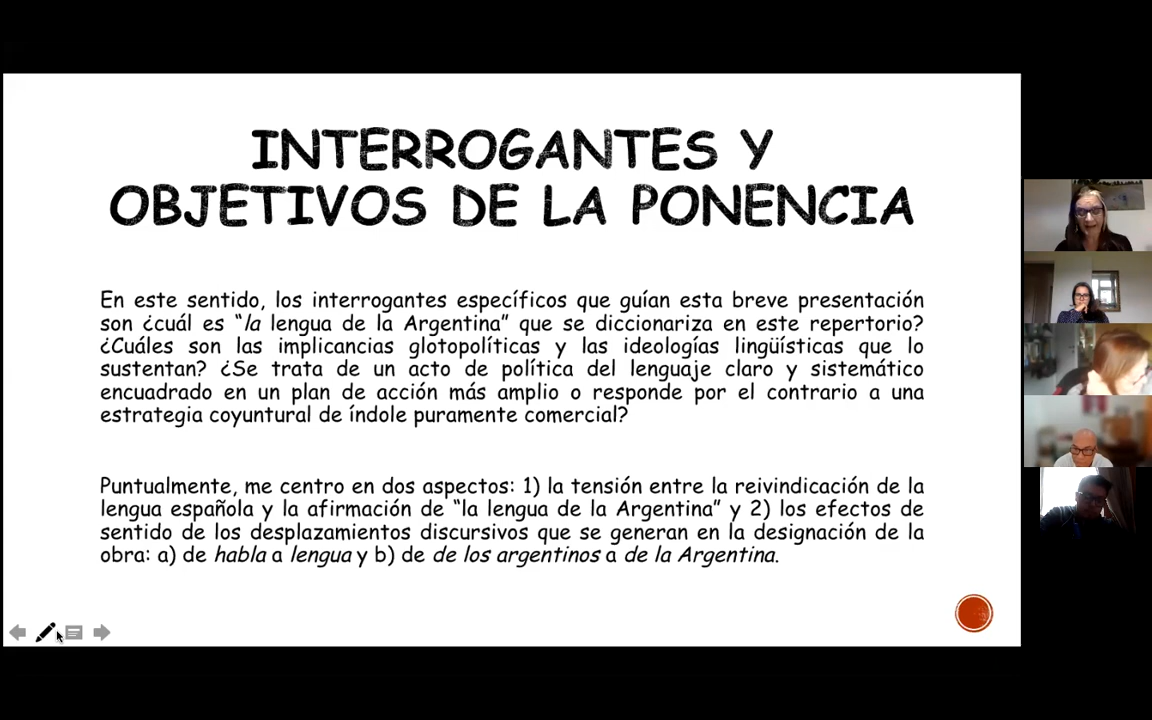 INTERROGANTES Y
OBJETIVOS DE LA PONENCIA
En este sentido, los interrogantes específicos que guían esta breve presentación
son ¿cuál es “la lengua de la Argentina” que se diccionariza en este repertorio?
¿Cuáles son las implicancias glotopolíticas y las ideologías lingüísticas que lo
sustentan? ¿Se trata de un acto de política del lenguaje claro y sistemático
encuadrado en un plan de acción más amplio o responde por el contrario a una
estrategia coyuntural de índole puramente comercial?
Puntualmente, me centro en dos aspectos: 1) la tensión entre la reivindicación de la
lengua española y la afirmación de “la lengua de la Argentina” y 2) los efectos de
sentido de los desplazamientos discursivos que se generan en la designación de la
obra: a) de habla a lengua y b) de de los argentinos a de la Argentina.